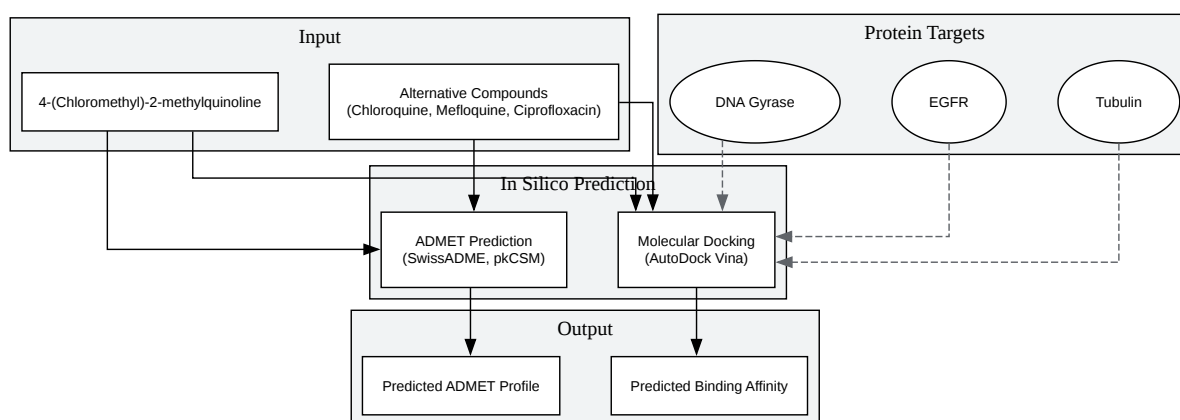 Input
Protein Targets
4-(Chloromethyl)-2-methylquinoline
Alternative Compounds
(Chloroquine, Mefloquine, Ciprofloxacin)
DNA Gyrase
EGFR
Tubulin
In Silico Prediction
ADMET Prediction
(SwissADME, pkCSM)
Molecular Docking
(AutoDock Vina)
Output
Predicted ADMET Profile
Predicted Binding Affinity